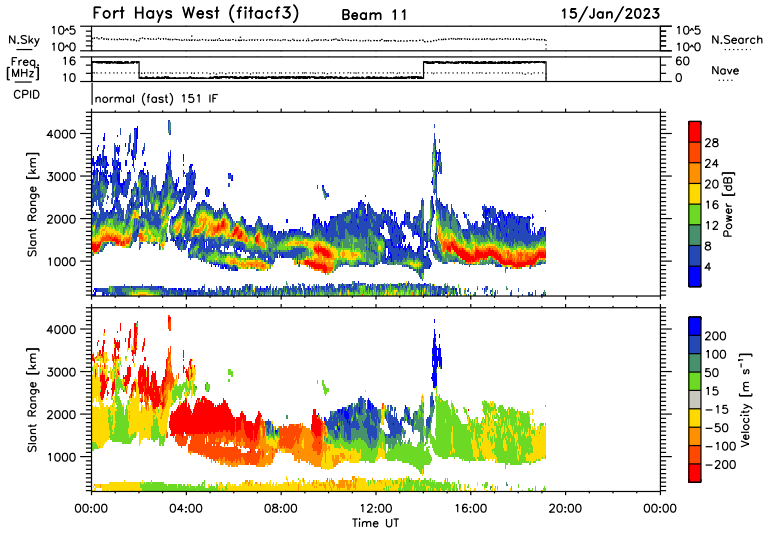 Fort Hays West (fitacf3) Beam 11 15/Jan/2023
N.Sky 10^5 10^0 10^5 10^0 N.Search
Freq. [MHz] 16 10 60 0 Nave
CPID normal (fast) 151 IF
Slant Range [km] 4000 3000 2000 1000
28 24 20 16 12 8 4 Power [dB]
Slant Range [km] 4000 3000 2000 1000
200 100 50 15 −15 −50 −100 −200 Velocity [m s⁻¹]
00:00 04:00 08:00 12:00 16:00 20:00 00:00
Time UT